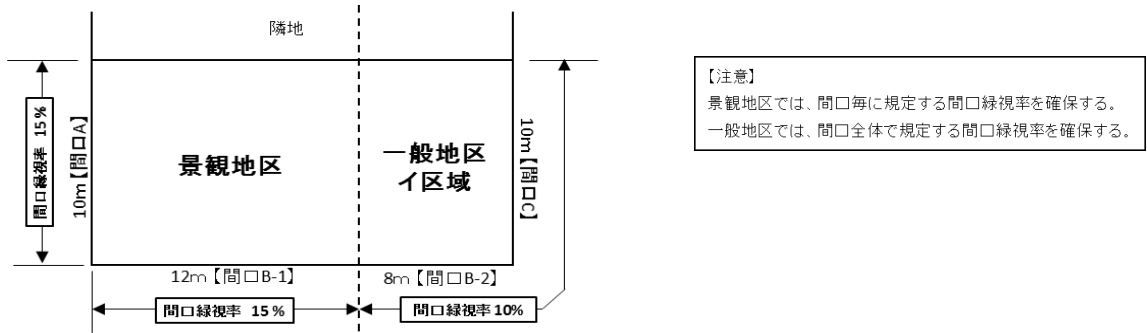 隣地
間口緑視率 15%
10m【間口A】
景観地区
一般地区
イ区域
10m【間口C】
12m【間口B-1】
8m【間口B-2】
間口緑視率 15%
間口緑視率 10%
【注意】
景観地区では、間口毎に規定する間口緑視率を確保する。
一般地区では、間口全体で規定する間口緑視率を確保する。